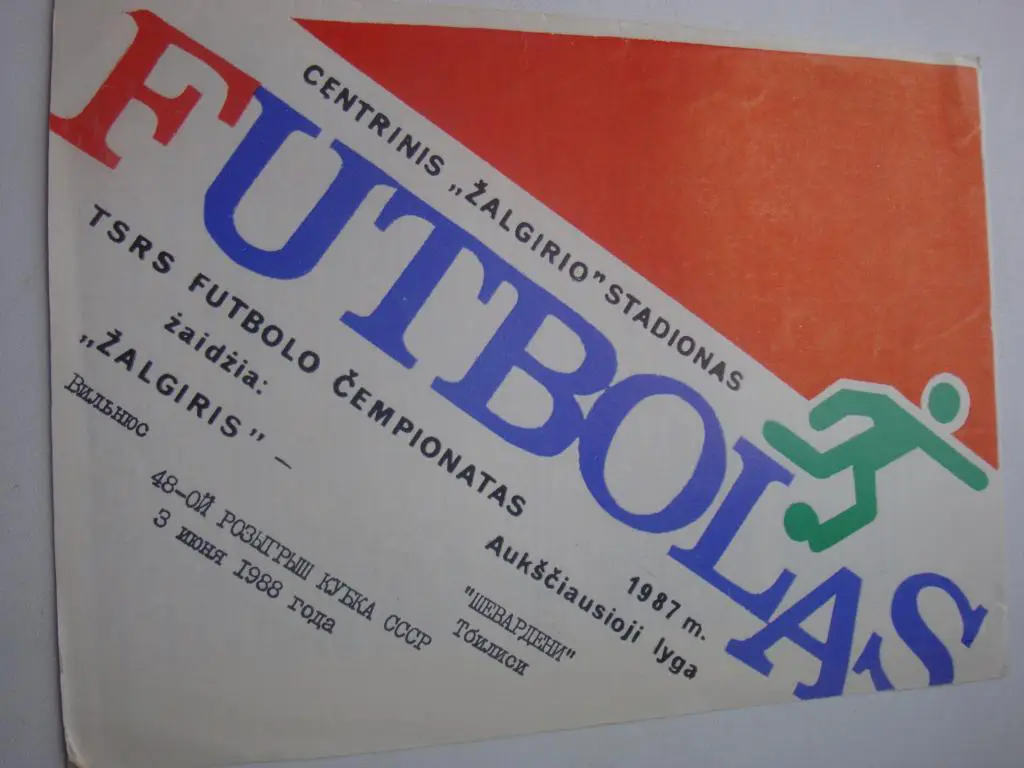 CENTRINIS „ŽALGIRIO” STADIONAS
FUTBOLAS
TSRS FUTBOLO ČEMPIONATAS
1987 m.
žaidžia:
Aukščiausioji lyga
„ŽALGIRIS” –
"ШЕВАРДЕНИ"
Вильнюс
Тбилиси
48-ОЙ РОЗЫГРЫШ КУБКА СССР
3 июня 1988 года